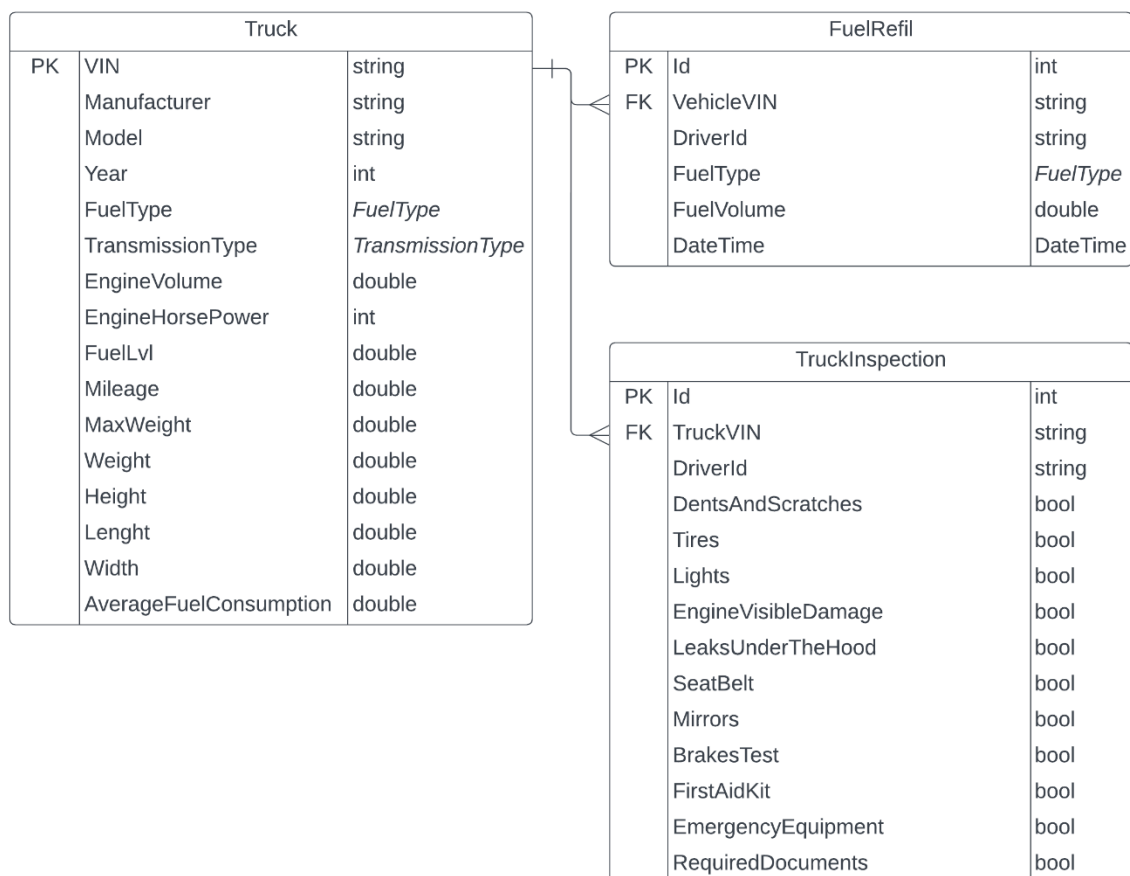 Truck
PK VIN string
Manufacturer string
Model string
Year int
FuelType FuelType
TransmissionType TransmissionType
EngineVolume double
EngineHorsePower int
FuelLvl double
Mileage double
MaxWeight double
Weight double
Height double
Lenght double
Width double
AverageFuelConsumption double
FuelRefil
PK Id int
FK VehicleVIN string
DriverId string
FuelType FuelType
FuelVolume double
DateTime DateTime
TruckInspection
PK Id int
FK TruckVIN string
DriverId string
DentsAndScratches bool
Tires bool
Lights bool
EngineVisibleDamage bool
LeaksUnderTheHood bool
SeatBelt bool
Mirrors bool
BrakesTest bool
FirstAidKit bool
EmergencyEquipment bool
RequiredDocuments bool